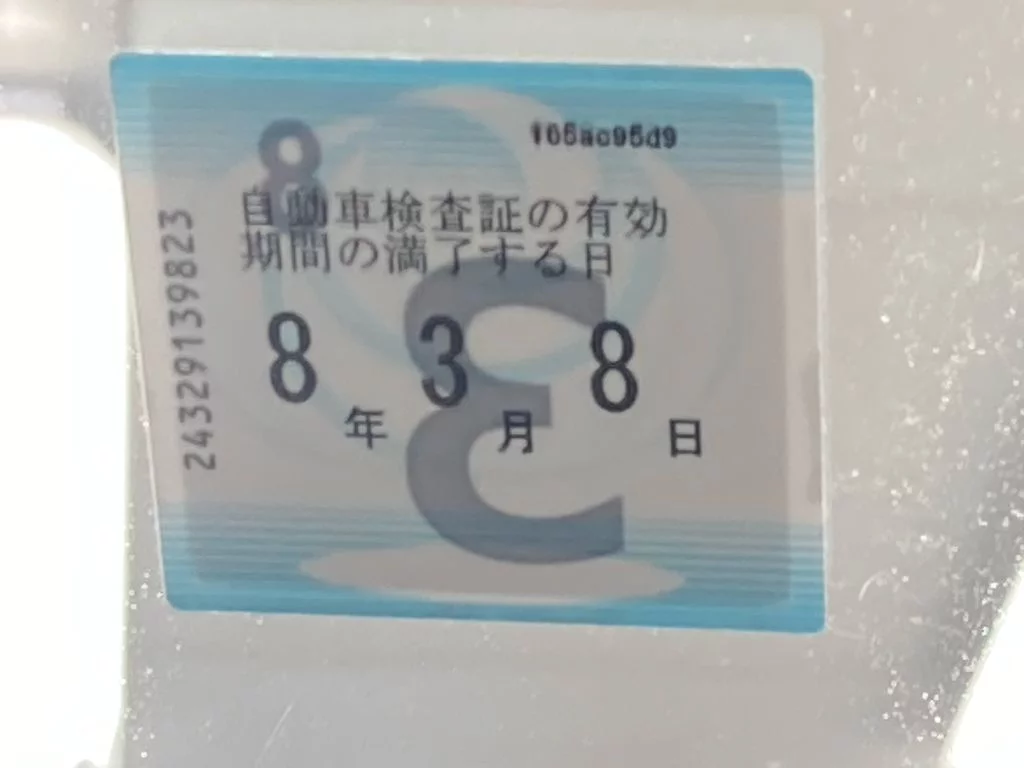 105ac95d9
8
自動車検査証の有効
期間の満了する日
8年 3月 8日
3
24329139823